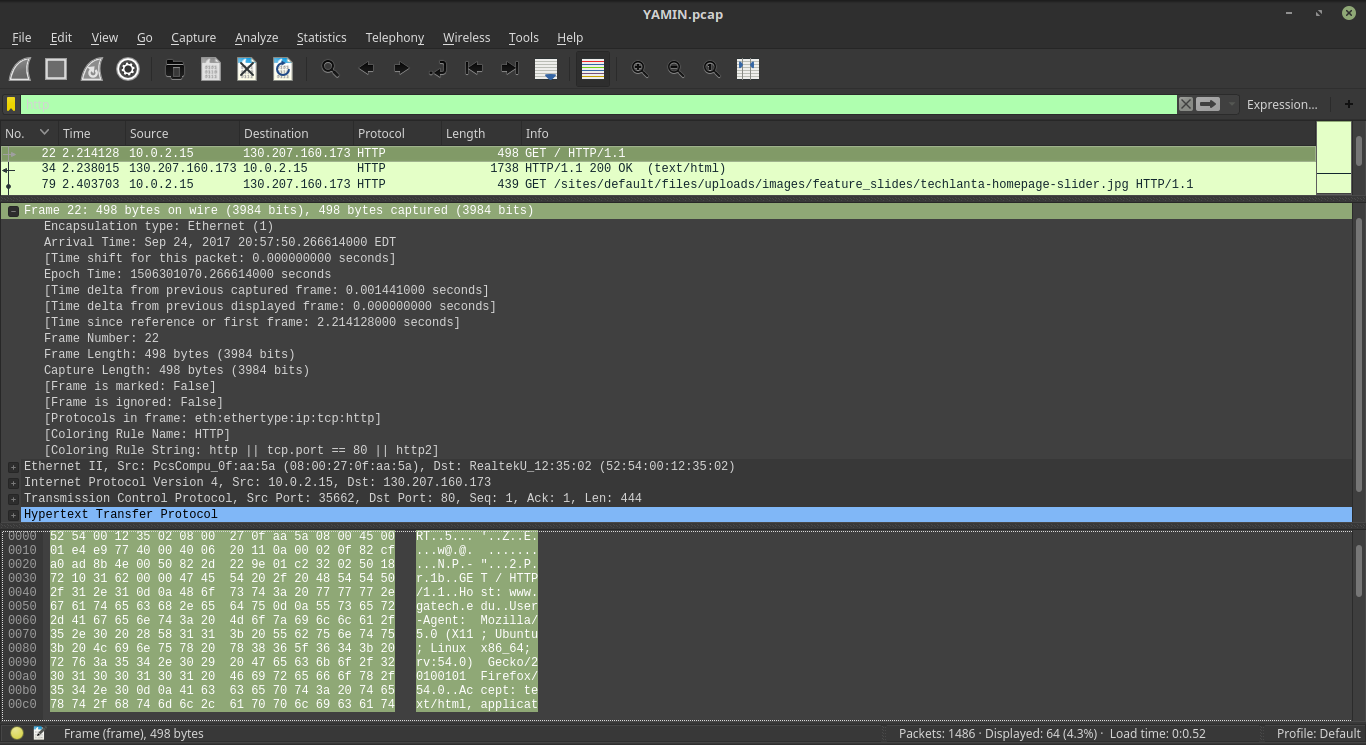 YAMIN.pcap
File Edit View Go Capture Analyze Statistics Telephony Wireless Tools Help
http
Expression... +
No. Time Source Destination Protocol Length Info
22 2.214128 10.0.2.15 130.207.160.173 HTTP 498 GET / HTTP/1.1
34 2.238015 130.207.160.173 10.0.2.15 HTTP 1738 HTTP/1.1 200 OK (text/html)
79 2.403703 10.0.2.15 130.207.160.173 HTTP 439 GET /sites/default/files/uploads/images/feature_slides/techlanta-homepage-slider.jpg HTTP/1.1
Frame 22: 498 bytes on wire (3984 bits), 498 bytes captured (3984 bits)
Encapsulation type: Ethernet (1)
Arrival Time: Sep 24, 2017 20:57:50.266614000 EDT
[Time shift for this packet: 0.000000000 seconds]
Epoch Time: 1506301070.266614000 seconds
[Time delta from previous captured frame: 0.001441000 seconds]
[Time delta from previous displayed frame: 0.000000000 seconds]
[Time since reference or first frame: 2.214128000 seconds]
Frame Number: 22
Frame Length: 498 bytes (3984 bits)
Capture Length: 498 bytes (3984 bits)
[Frame is marked: False]
[Frame is ignored: False]
[Protocols in frame: eth:ethertype:ip:tcp:http]
[Coloring Rule Name: HTTP]
[Coloring Rule String: http || tcp.port == 80 || http2]
Ethernet II, Src: PcsCompu_0f:aa:5a (08:00:27:0f:aa:5a), Dst: RealtekU_12:35:02 (52:54:00:12:35:02)
Internet Protocol Version 4, Src: 10.0.2.15, Dst: 130.207.160.173
Transmission Control Protocol, Src Port: 35662, Dst Port: 80, Seq: 1, Ack: 1, Len: 444
Hypertext Transfer Protocol
0000 52 54 00 12 35 02 08 00 27 0f aa 5a 08 00 45 00 RT..5... '..Z..E.
0010 01 e4 e9 77 40 00 40 06 20 11 0a 00 02 0f 82 cf ...w@.@. .......
0020 a0 ad 8b 4e 00 50 82 2d 22 9e 01 c2 32 02 50 18 ...N.P.- "...2.P.
0030 72 10 31 62 00 00 47 45 54 20 2f 20 48 54 54 50 r.1b..GE T / HTTP
0040 2f 31 2e 31 0d 0a 48 6f 73 74 3a 20 77 77 77 2e /1.1..Ho st: www.
0050 67 61 74 65 63 68 2e 65 64 75 0d 0a 55 73 65 72 gatech.e du..User
0060 2d 41 67 65 6e 74 3a 20 4d 6f 7a 69 6c 6c 61 2f -Agent: Mozilla/
0070 35 2e 30 20 28 58 31 31 3b 20 55 62 75 6e 74 75 5.0 (X11 ; Ubuntu
0080 3b 20 4c 69 6e 75 78 20 78 38 36 5f 36 34 3b 20 ; Linux x86_64;
0090 72 76 3a 35 34 2e 30 29 20 47 65 63 6b 6f 2f 32 rv:54.0) Gecko/2
00a0 30 31 30 30 31 30 31 20 46 69 72 65 66 6f 78 2f 0100101 Firefox/
00b0 35 34 2e 30 0d 0a 41 63 63 65 70 74 3a 20 74 65 54.0..Ac cept: te
00c0 78 74 2f 68 74 6d 6c 2c 61 70 70 6c 69 63 61 74 xt/html, applicat
Frame (frame), 498 bytes Packets: 1486 · Displayed: 64 (4.3%) · Load time: 0:0.52 Profile: Default